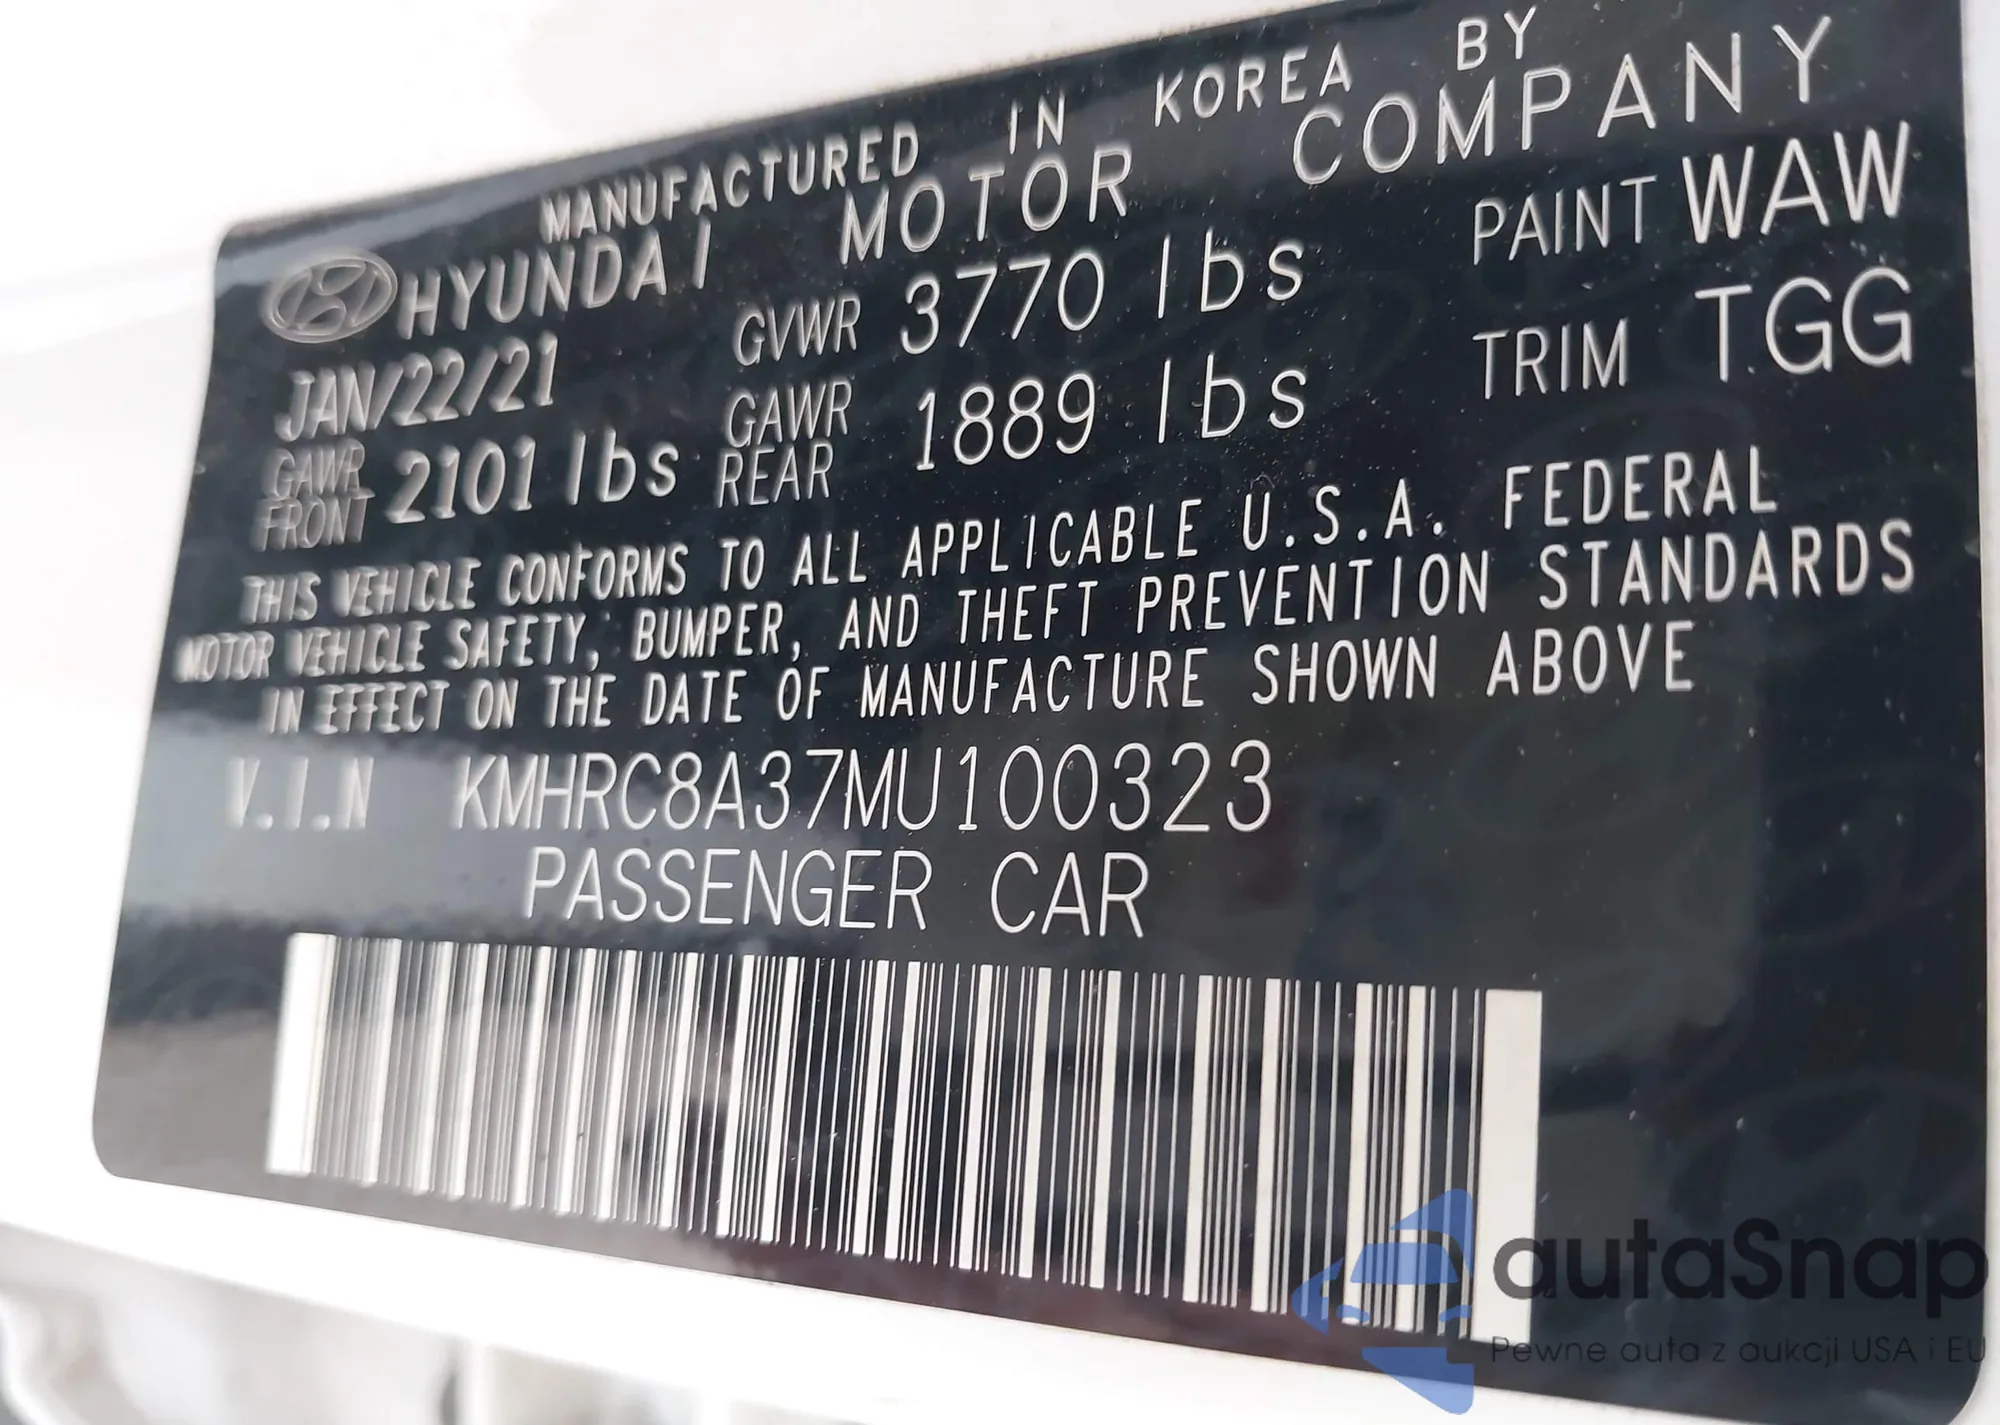 MANUFACTURED IN KOREA BY
HYUNDAI MOTOR COMPANY
JAN/22/21 GVWR 3770 lbs PAINT WAW
GAWR FRONT 2101 lbs GAWR REAR 1889 lbs TRIM TGG
THIS VEHICLE CONFORMS TO ALL APPLICABLE U.S.A. FEDERAL
MOTOR VEHICLE SAFETY, BUMPER, AND THEFT PREVENTION STANDARDS
IN EFFECT ON THE DATE OF MANUFACTURE SHOWN ABOVE
V.I.N KMHRC8A37MU100323
PASSENGER CAR
autaSnap
Pewne auta z aukcji USA i EU